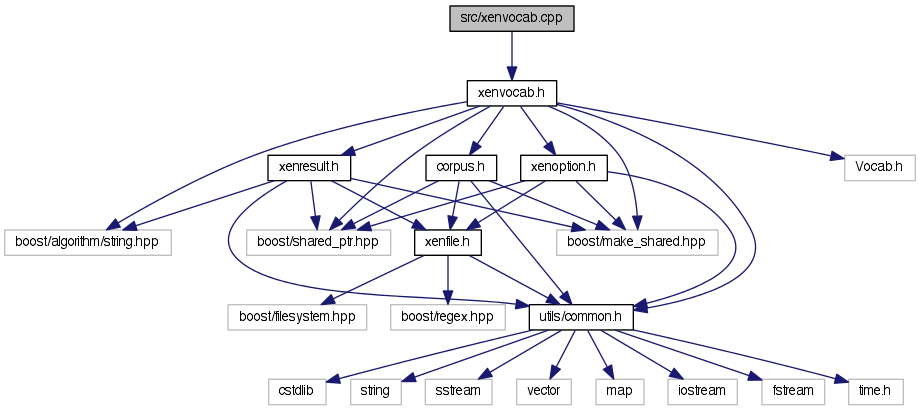 src/xenvocab.cpp
xenvocab.h
xenresult.h
corpus.h
xenoption.h
Vocab.h
boost/algorithm/string.hpp
boost/shared_ptr.hpp
xenfile.h
boost/make_shared.hpp
boost/filesystem.hpp
boost/regex.hpp
utils/common.h
cstdlib
string
sstream
vector
map
iostream
fstream
time.h